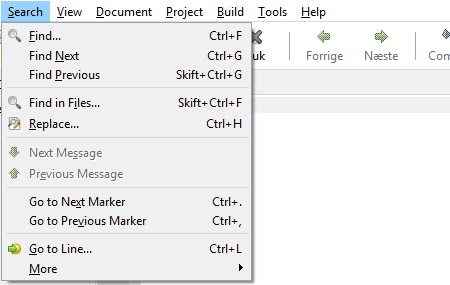 Search View Document Project Build Tools Help
Find... Ctrl+F
Find Next Ctrl+G
Find Previous Skift+Ctrl+G
Find in Files... Skift+Ctrl+F
Replace... Ctrl+H
Next Message
Previous Message
Go to Next Marker Ctrl+.
Go to Previous Marker Ctrl+,
Go to Line... Ctrl+L
More
uk Forrige Næste Com